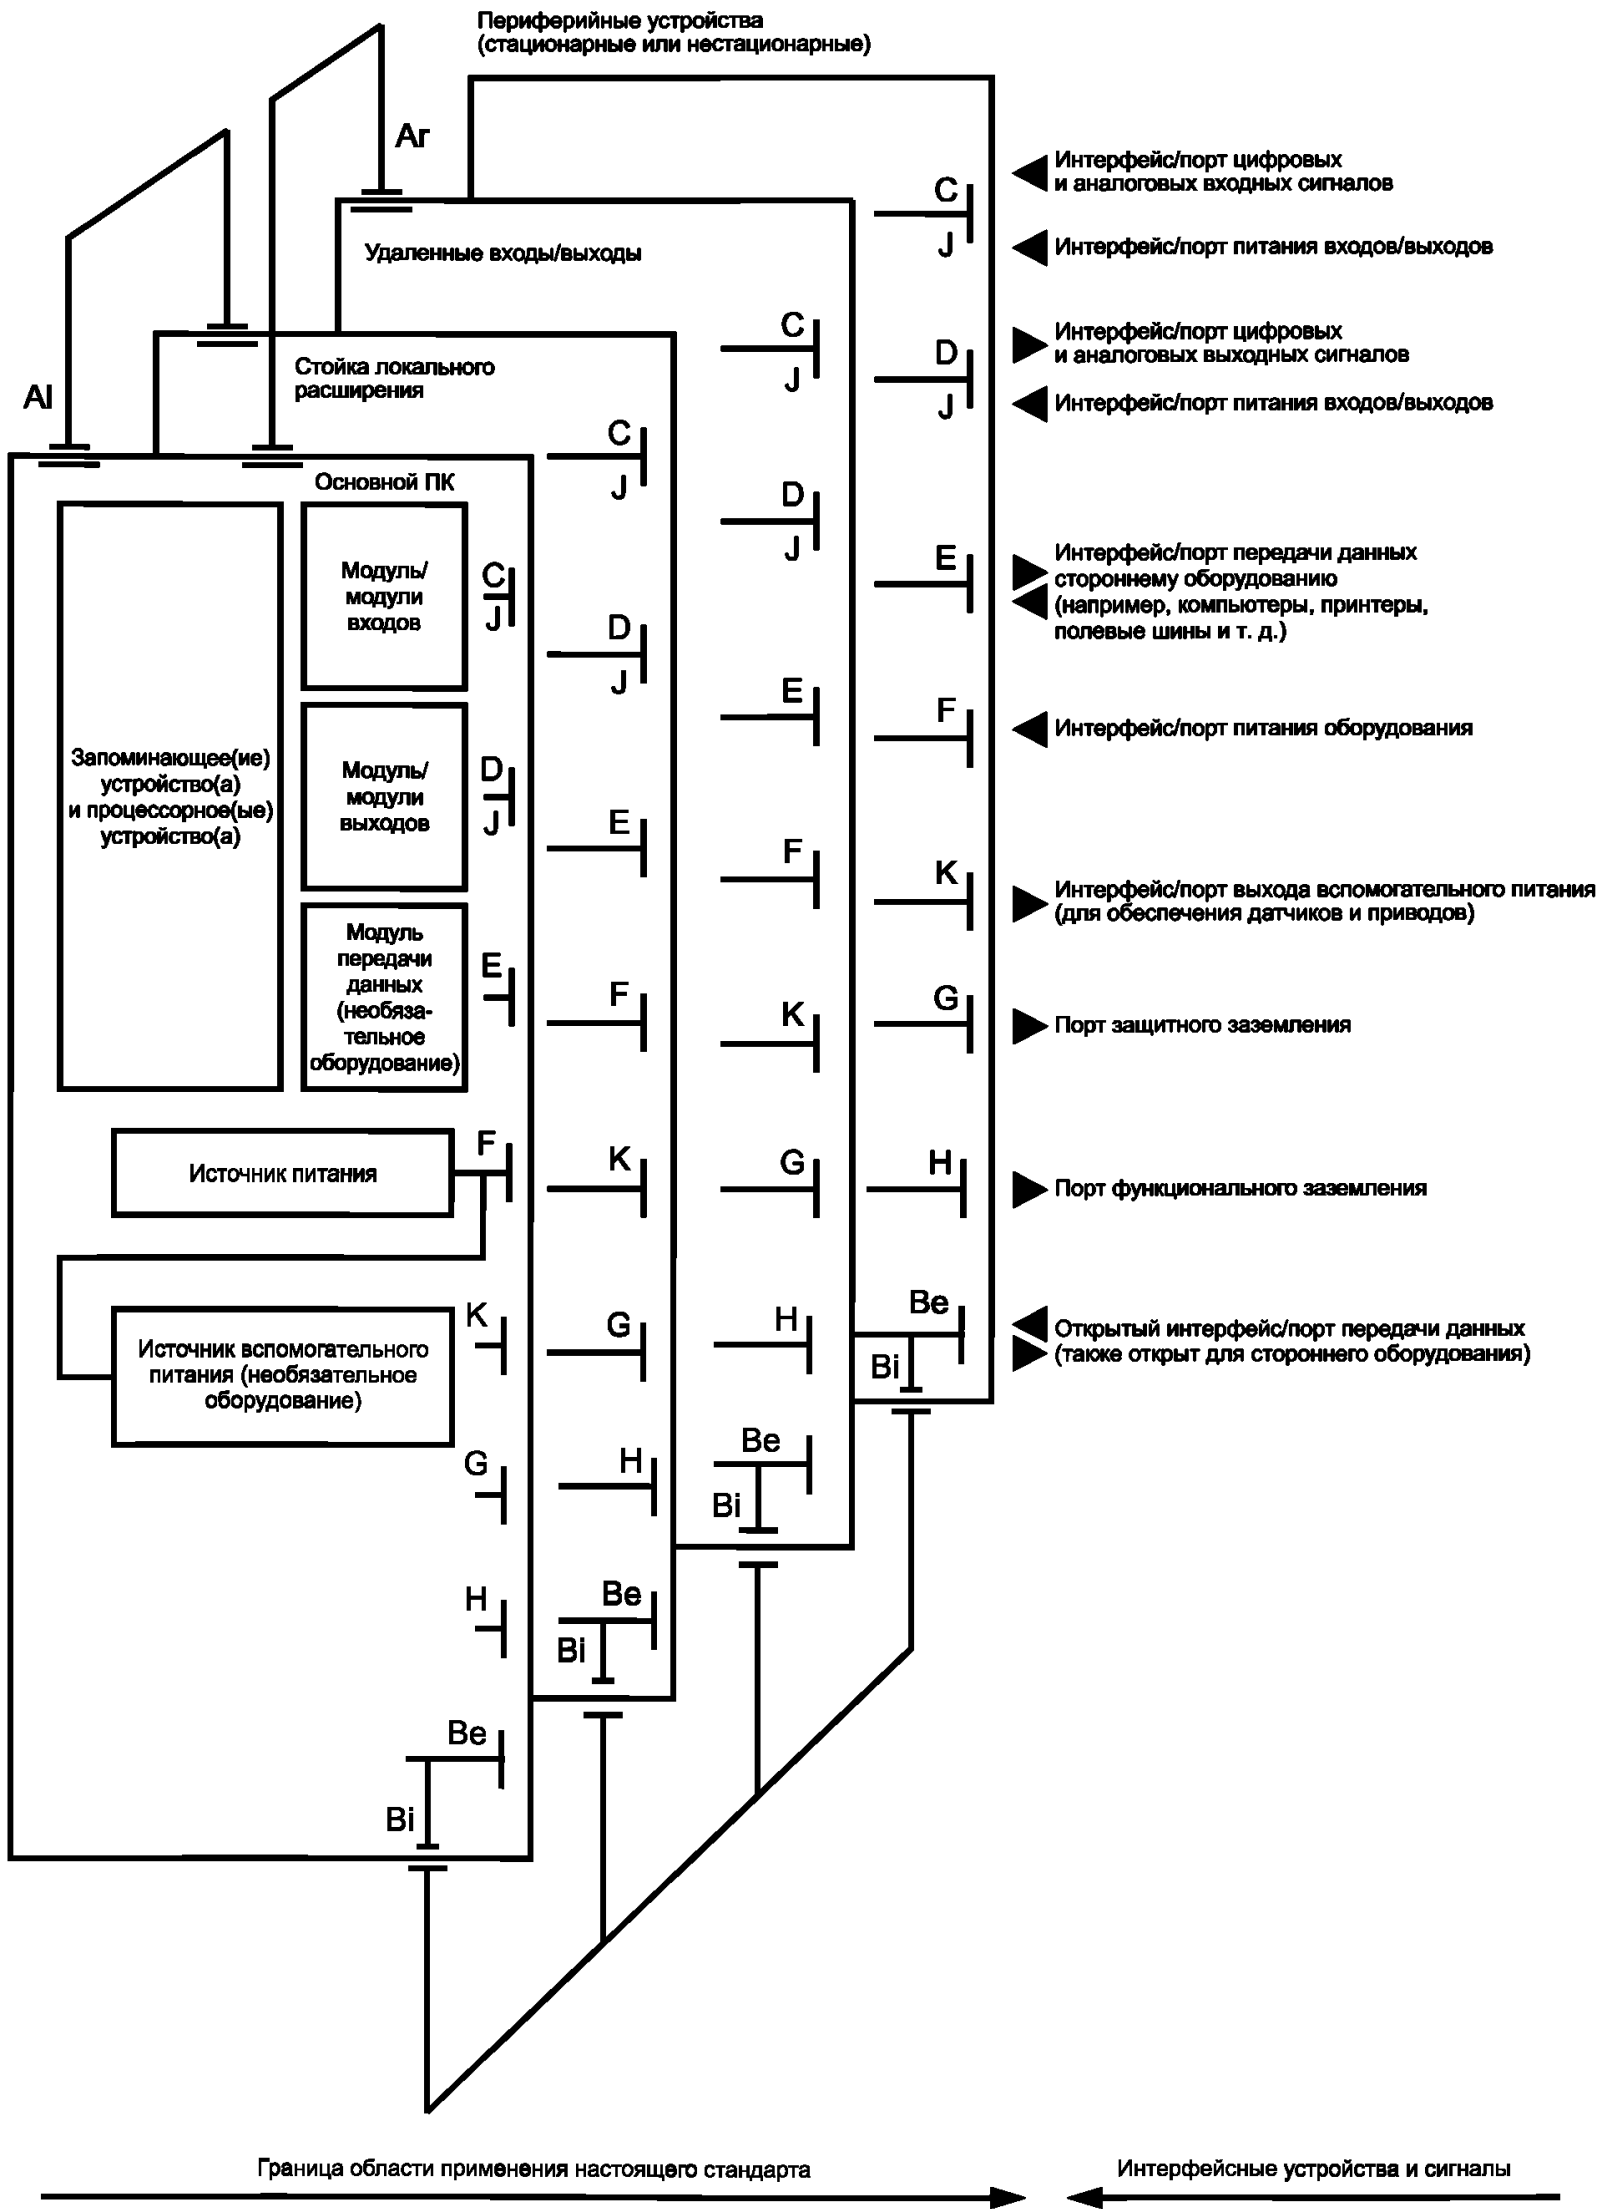 Периферийные устройства
(стационарные или нестационарные)
Аг
Удаленные входы/выходы
Al
Стойка локального
расширения
Основной ПК
Запоминающее(ие)
устройство(а)
и процессорное(ые)
устройство(а)
Модуль/
модули
входов
Модуль/
модули
выходов
Модуль
передачи
данных
(необяза-
тельное
оборудование)
Источник питания
Источник вспомогательного
питания (необязательное
оборудование)
C
J
D
J
E
F
K
G
H
Be
Bi
C
J
D
J
E
F
K
G
H
Be
Bi
C
J
D
J
E
F
K
G
H
Be
Bi
C
J
D
J
E
F
K
G
H
Be
Bi
Интерфейс/порт цифровых
и аналоговых входных сигналов
Интерфейс/порт питания входов/выходов
Интерфейс/порт цифровых
и аналоговых выходных сигналов
Интерфейс/порт питания входов/выходов
Интерфейс/порт передачи данных
стороннему оборудованию
(например, компьютеры, принтеры,
полевые шины и т. д.)
Интерфейс/порт питания оборудования
Интерфейс/порт выхода вспомогательного питания
(для обеспечения датчиков и приводов)
Порт защитного заземления
Порт функционального заземления
Открытый интерфейс/порт передачи данных
(также открыт для стороннего оборудования)
Граница области применения настоящего стандарта
Интерфейсные устройства и сигналы